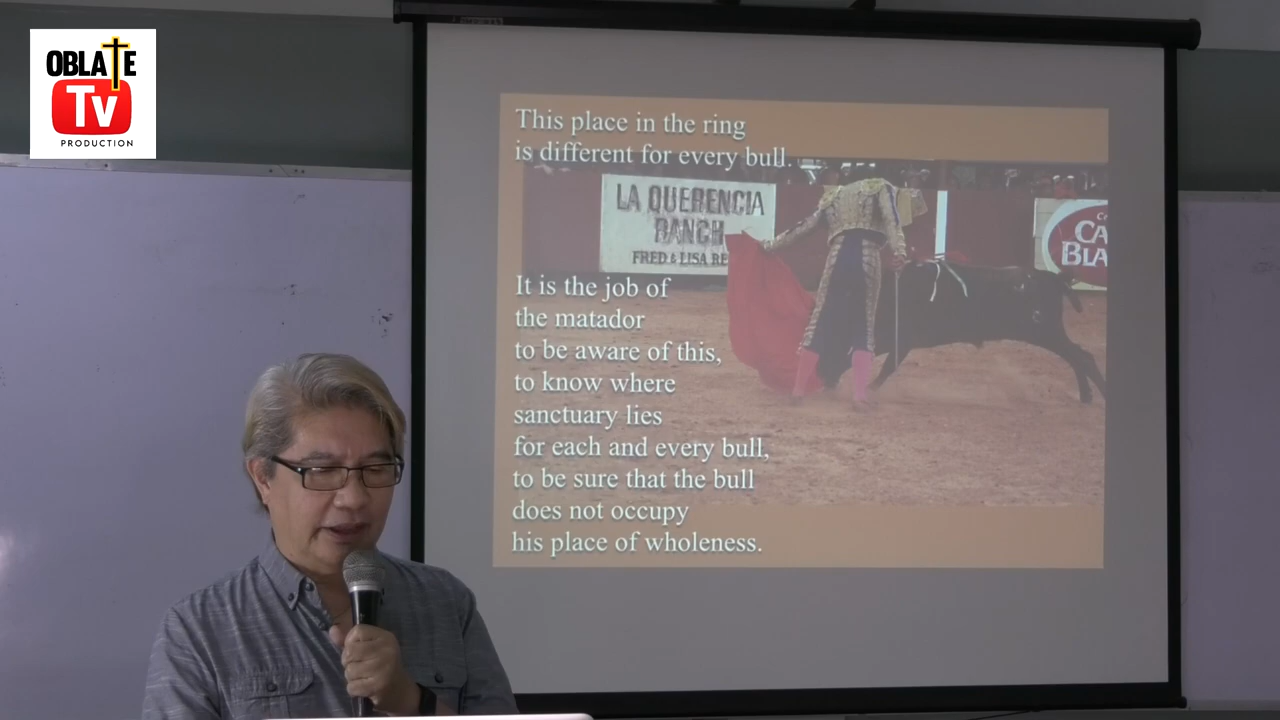 OBLATE
Tv
PRODUCTION
This place in the ring
is different for every bull.
LA QUERENCIA
RANCH
FRED & LISA
It is the job of
the matador
to be aware of this,
to know where
sanctuary lies
for each and every bull,
to be sure that the bull
does not occupy
his place of wholeness.